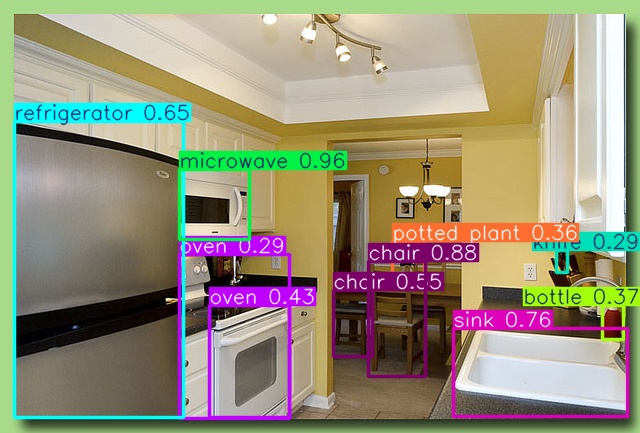 refrigerator 0.65
microwave 0.96
potted plant 0.36
knife 0.29
oven 0.29
chair 0.88
chcir 0.55
oven 0.43
bottle 0.37
sink 0.76